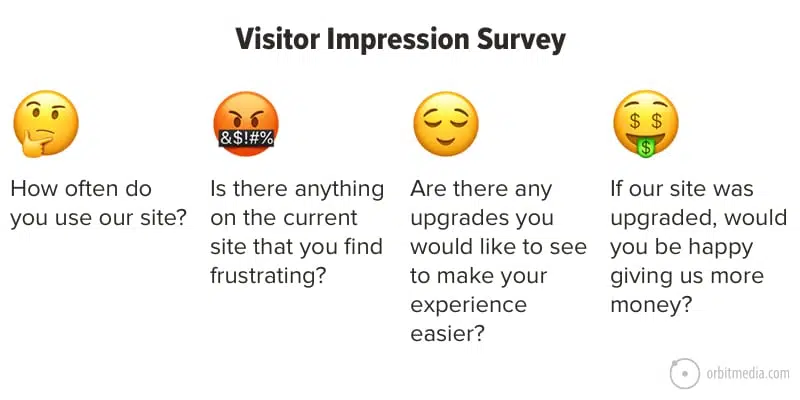 Visitor Impression Survey
&$!#%
$ $
$
How often do
you use our site?
Is there anything
on the current
site that you find
frustrating?
Are there any
upgrades you
would like to see
to make your
experience
easier?
If our site was
upgraded, would
you be happy
giving us more
money?
orbitmedia.com